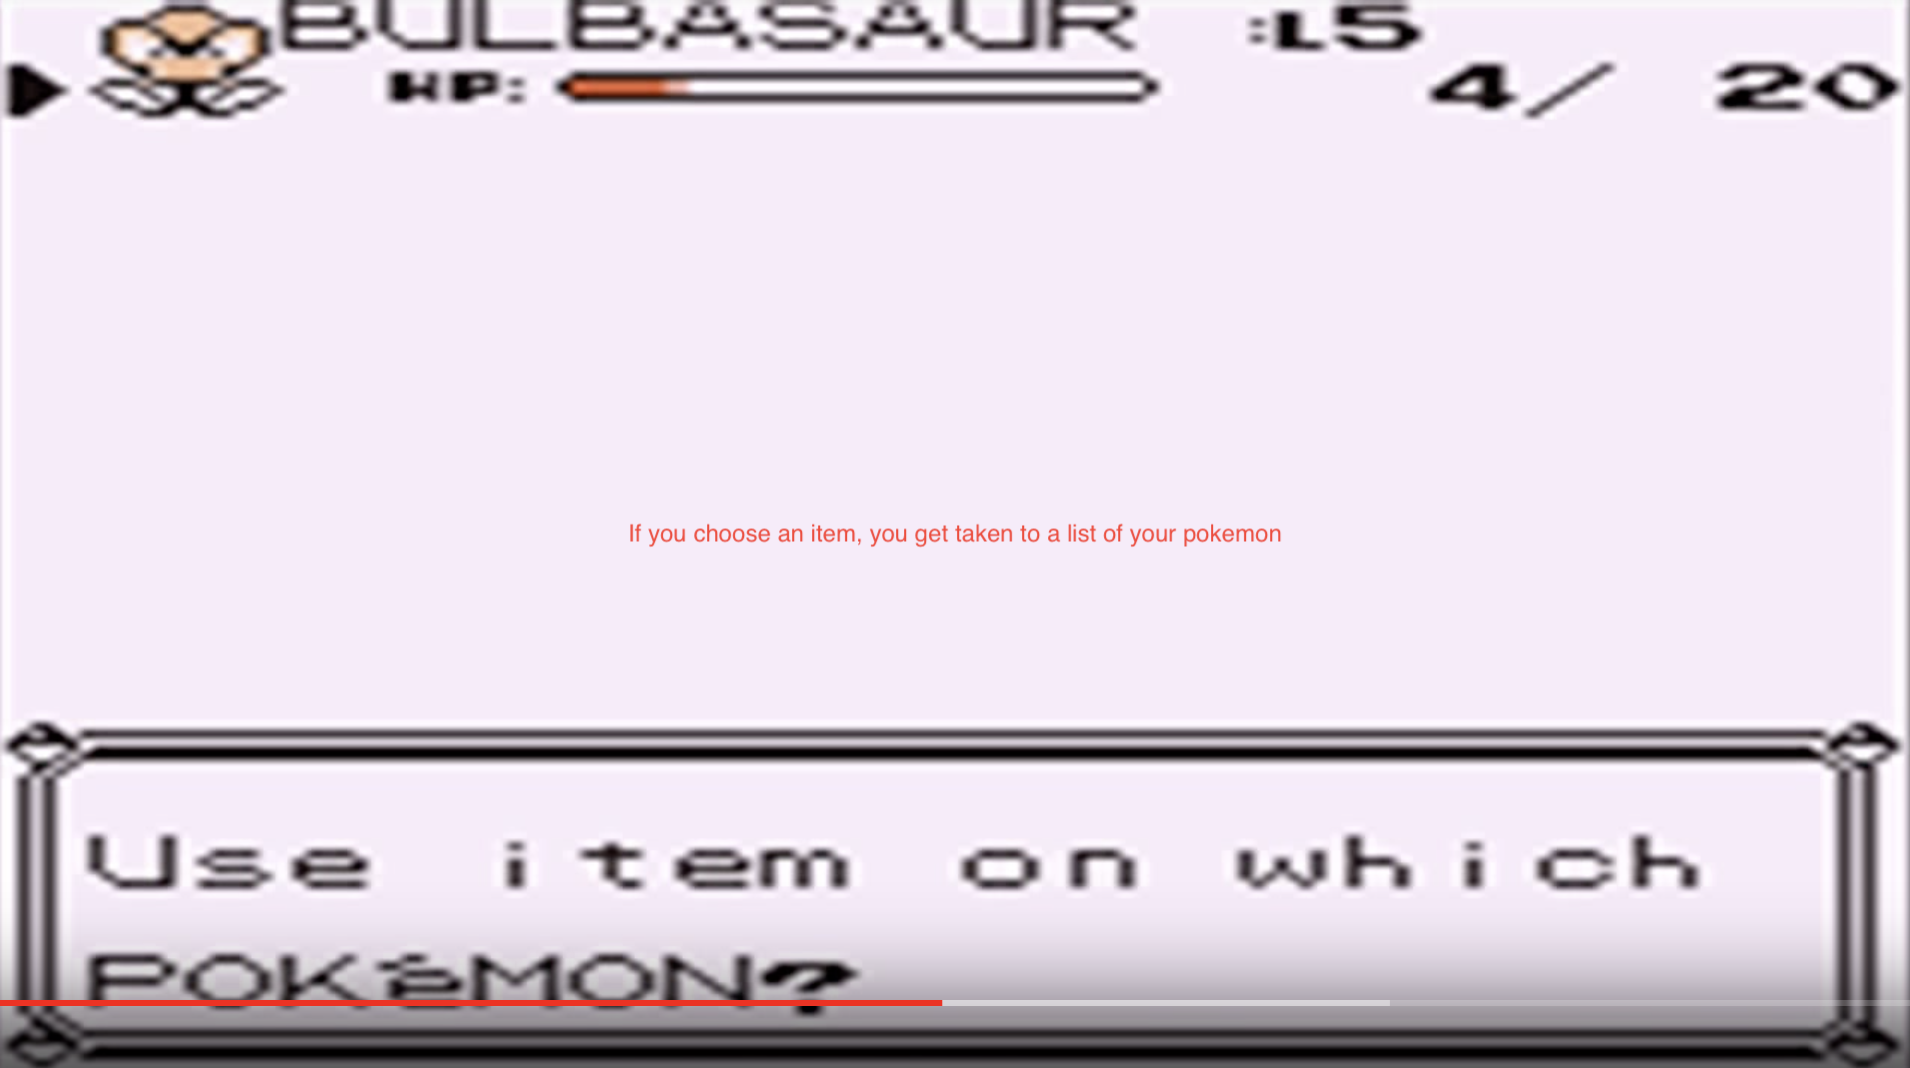 BULBASAUR :L5
HP: 4/ 20
If you choose an item, you get taken to a list of your pokemon
Use item on which
POKéMON?